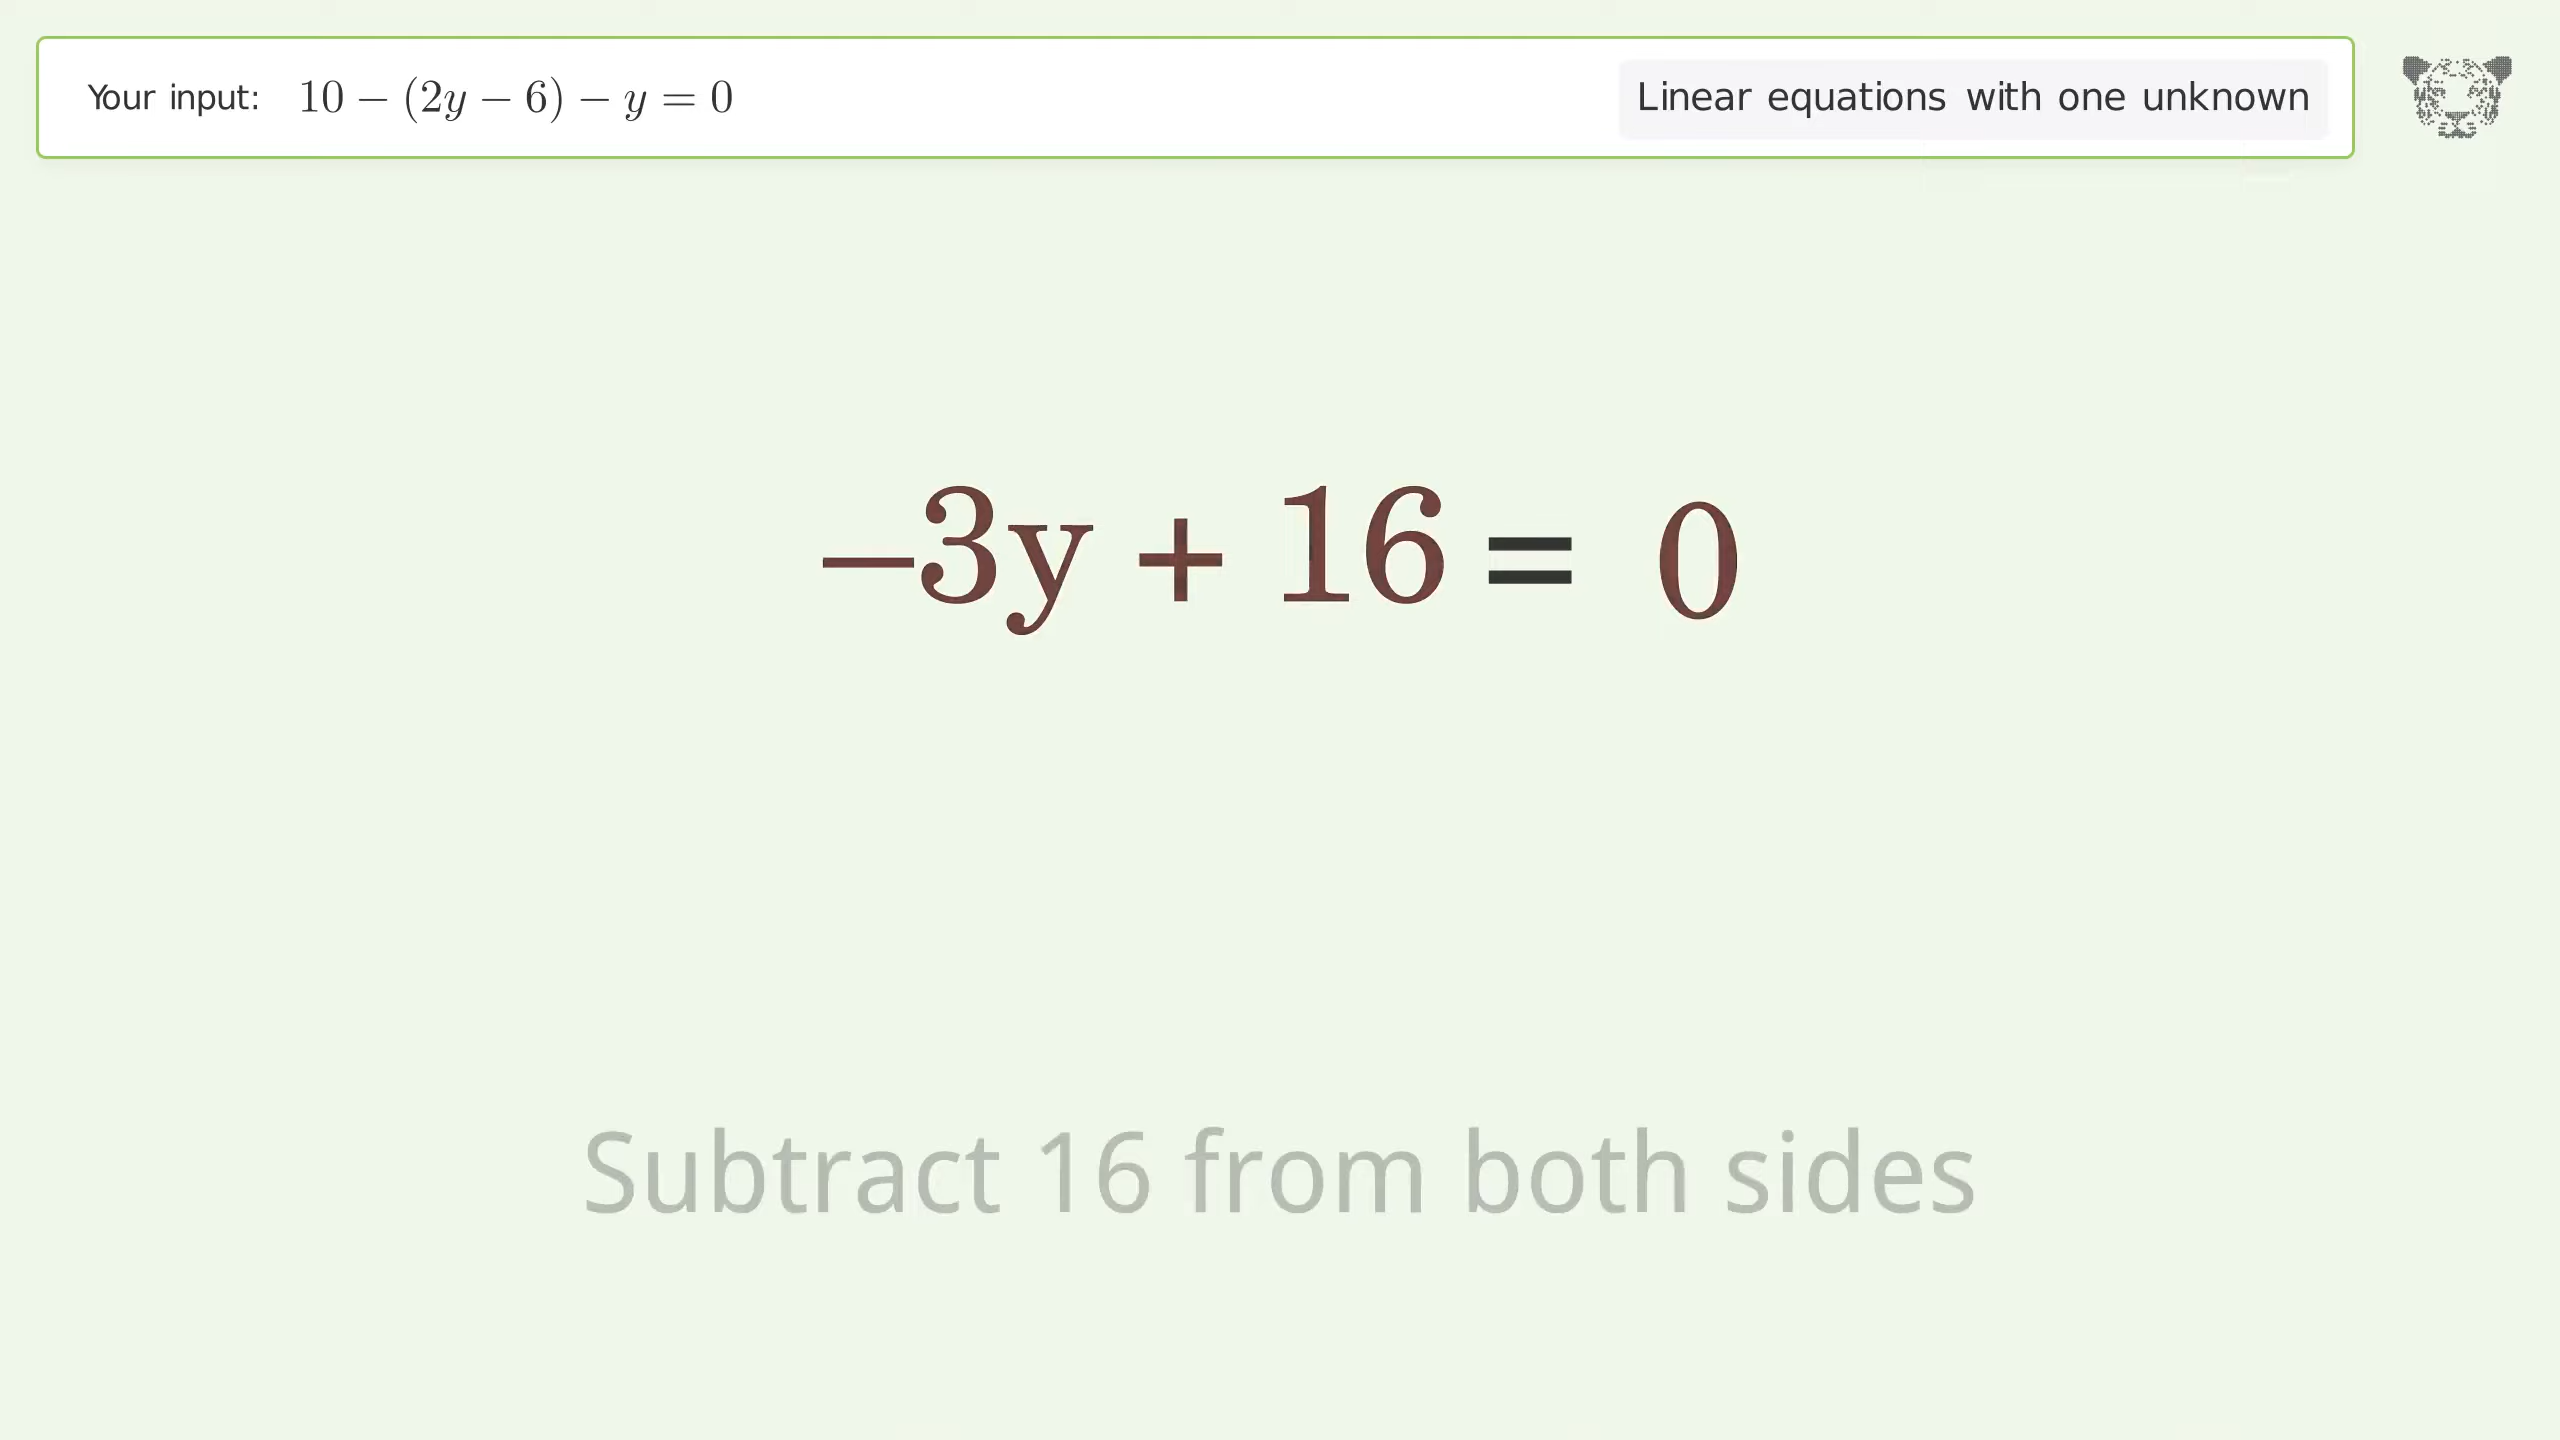 Your input: 10 − (2y − 6) − y = 0 Linear equations with one unknown
−3y + 16 = 0
Subtract 16 from both sides